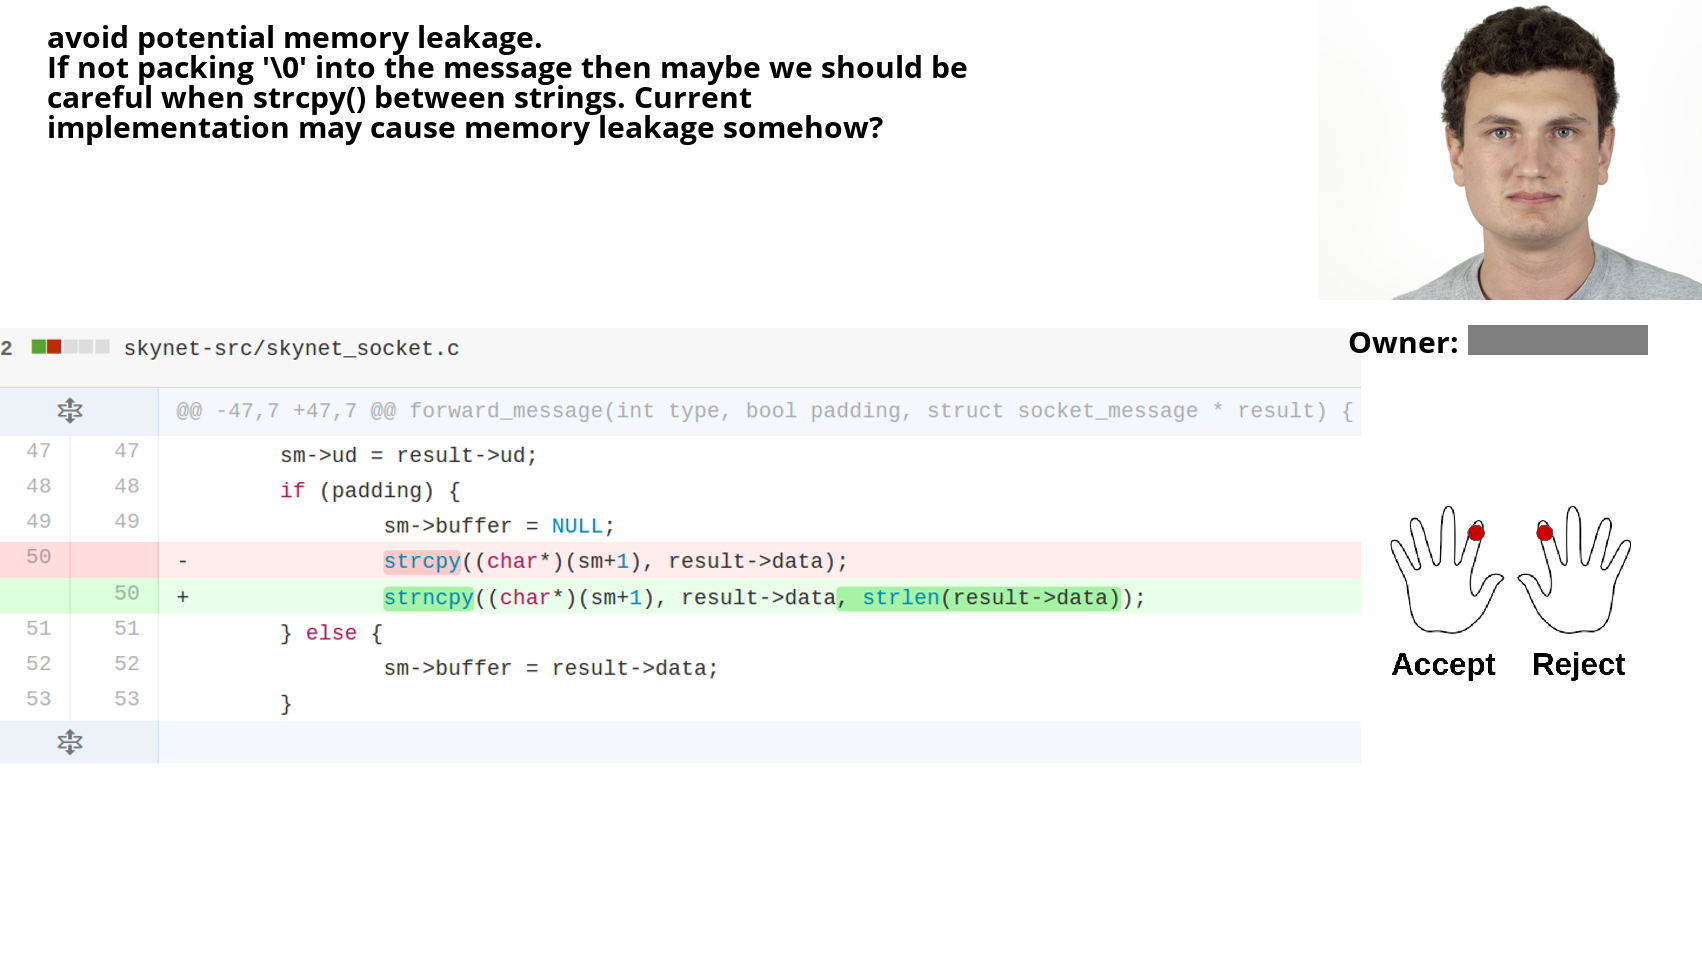 avoid potential memory leakage.
If not packing '\0' into the message then maybe we should be
careful when strcpy() between strings. Current
implementation may cause memory leakage somehow?
Owner:
2 skynet-src/skynet_socket.c
@@ -47,7 +47,7 @@ forward_message(int type, bool padding, struct socket_message * result) {
47 47 sm->ud = result->ud;
48 48 if (padding) {
49 49 sm->buffer = NULL;
50 - strcpy((char*)(sm+1), result->data);
50 + strncpy((char*)(sm+1), result->data, strlen(result->data));
51 51 } else {
52 52 sm->buffer = result->data;
53 53 }
Accept Reject